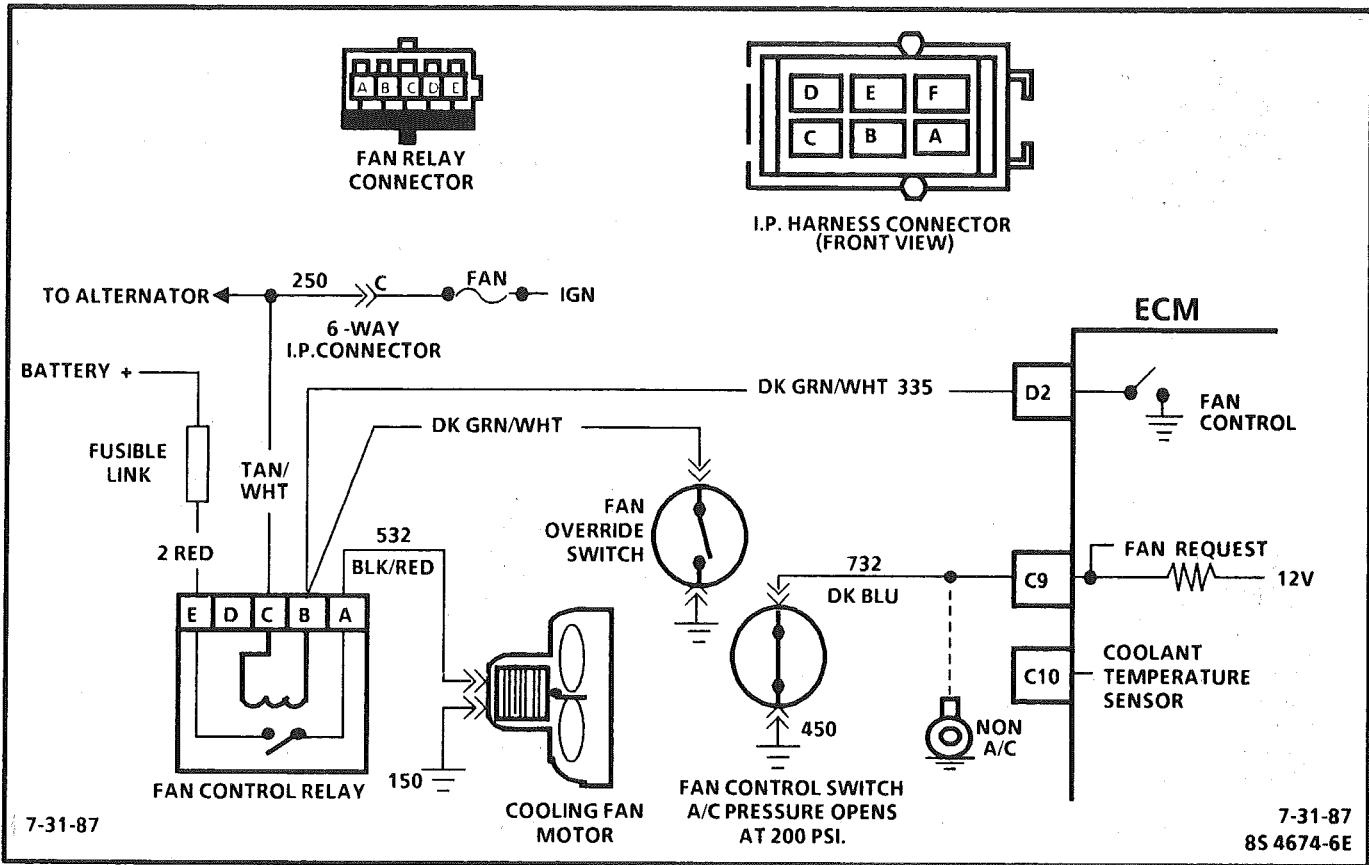 A B C D E
FAN RELAY
CONNECTOR
D E F
C B A
I.P. HARNESS CONNECTOR
(FRONT VIEW)
TO ALTERNATOR
250
C
FAN
IGN
6 -WAY
I.P.CONNECTOR
ECM
BATTERY +
DK GRN/WHT 335
D2
FAN
CONTROL
DK GRN/WHT
FUSIBLE
LINK
TAN/
WHT
FAN
OVERRIDE
SWITCH
2 RED
532
BLK/RED
732
DK BLU
C9
FAN REQUEST
12V
E D C B A
C10
COOLANT
TEMPERATURE
SENSOR
450
NON
A/C
150
FAN CONTROL RELAY
COOLING FAN
MOTOR
FAN CONTROL SWITCH
A/C PRESSURE OPENS
AT 200 PSI.
7-31-87
7-31-87
8S 4674-6E